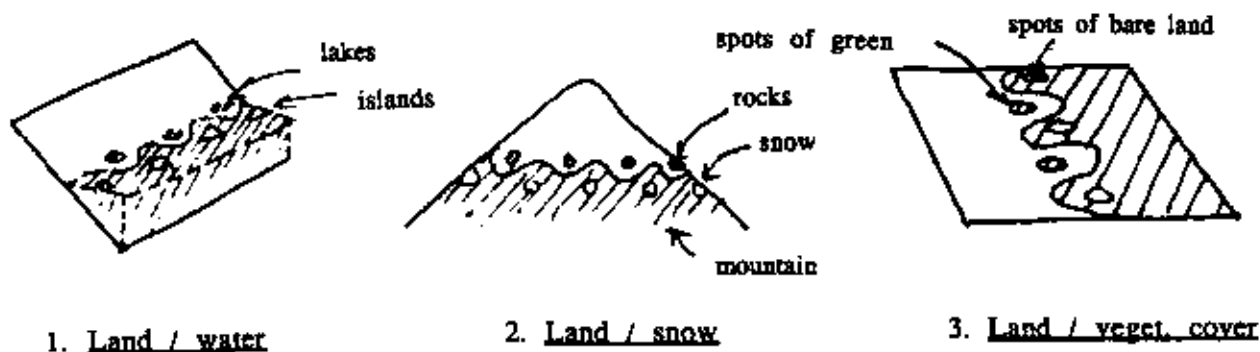 lakes
islands
rocks
snow
mountain
spots of green
spots of bare land
1. Land / water
2. Land / snow
3. Land / veget. cover